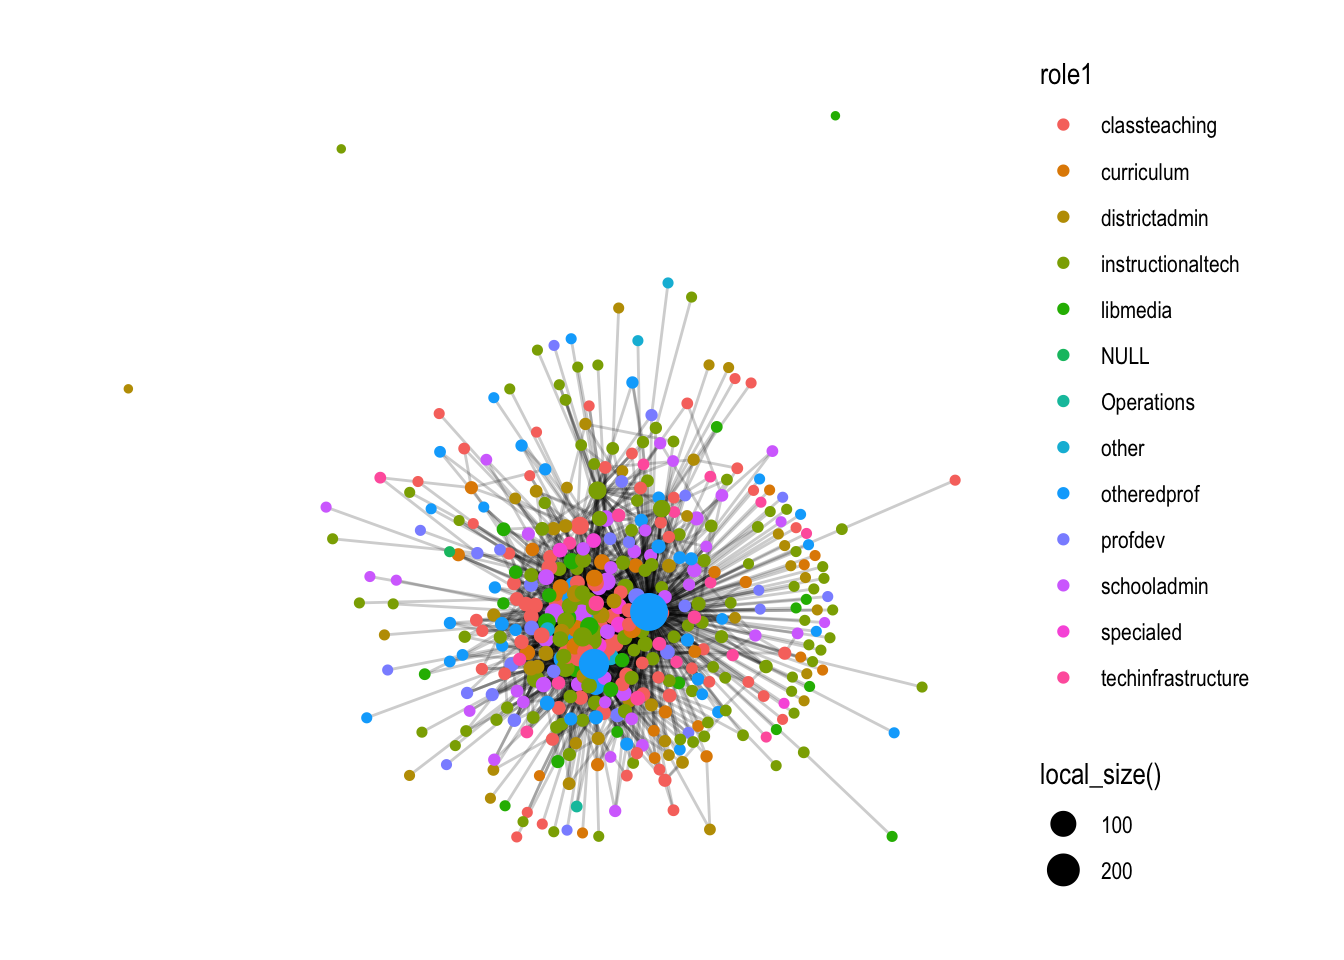 role1
classteaching
curriculum
districtadmin
instructionaltech
libmedia
NULL
Operations
other
otheredprof
profdev
schooladmin
specialed
techinfrastructure
local_size()
100
200